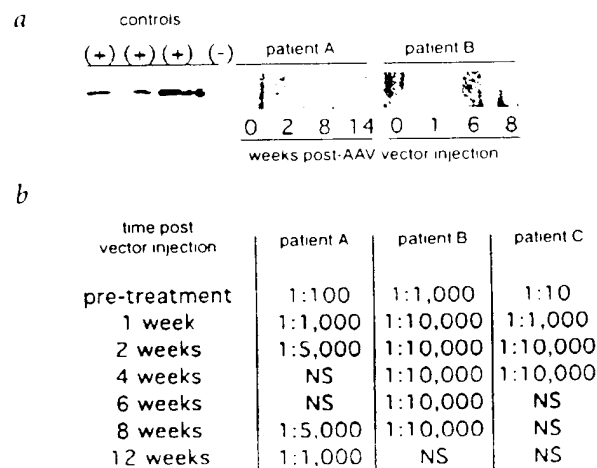 a
controls
(+) (+) (+) (-)
patient A
patient B
0 2 8 14
0 1 6 8
weeks post-AAV vector injection
b
time post
vector injection
patient A
patient B
patient C
pre-treatment 1:100 1:1,000 1:10
1 week 1:1,000 1:10,000 1:1,000
2 weeks 1:5,000 1:10,000 1:10,000
4 weeks NS 1:10,000 1:10,000
6 weeks NS 1:10,000 NS
8 weeks 1:5,000 1:10,000 NS
12 weeks 1:1,000 NS NS